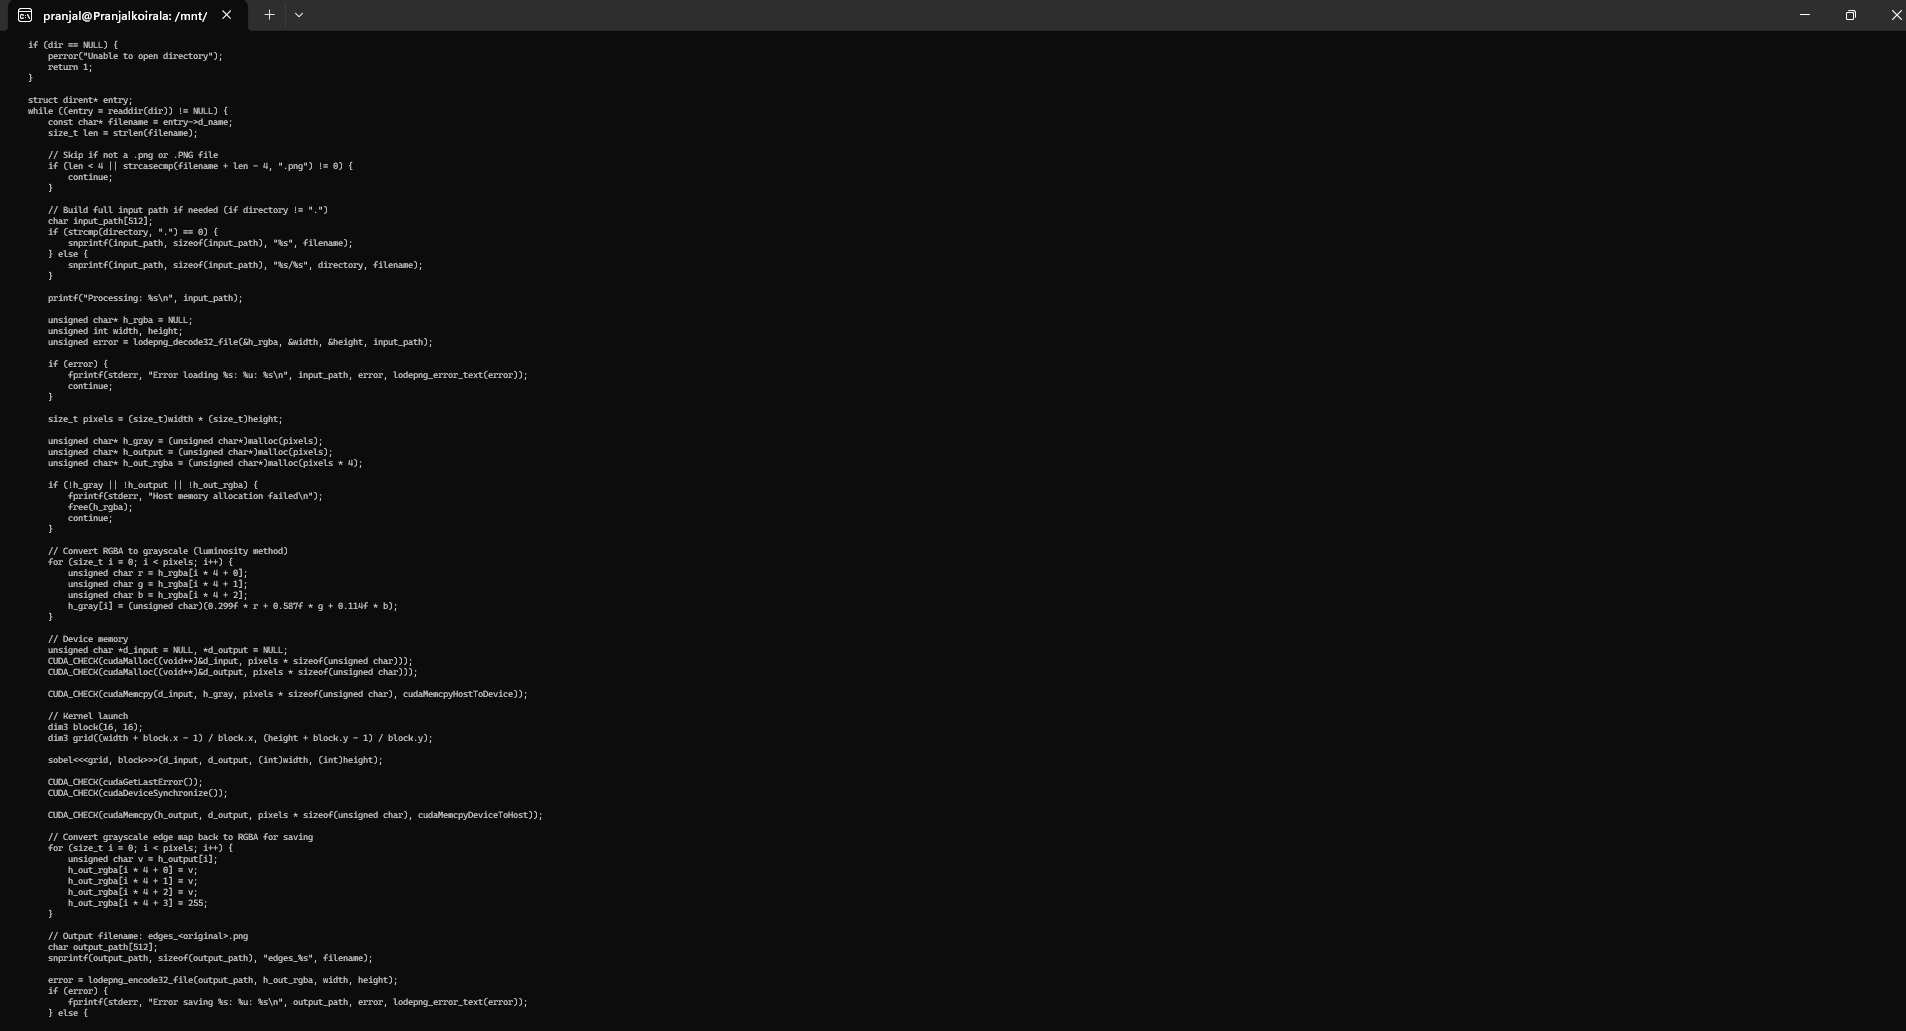 pranjal@Pranjalkoirala: /mnt/
if (dir == NULL) {
perror("Unable to open directory");
return 1;
}
struct dirent* entry;
while ((entry = readdir(dir)) != NULL) {
const char* filename = entry->d_name;
size_t len = strlen(filename);
// Skip if not a .png or .PNG file
if (len < 4 || strcasecmp(filename + len - 4, ".png") != 0) {
continue;
}
// Build full input path if needed (if directory != ".")
char input_path[512];
if (strcmp(directory, ".") == 0) {
snprintf(input_path, sizeof(input_path), "%s", filename);
} else {
snprintf(input_path, sizeof(input_path), "%s/%s", directory, filename);
}
printf("Processing: %s\n", input_path);
unsigned char* h_rgba = NULL;
unsigned int width, height;
unsigned error = lodepng_decode32_file(&h_rgba, &width, &height, input_path);
if (error) {
fprintf(stderr, "Error loading %s: %u: %s\n", input_path, error, lodepng_error_text(error));
continue;
}
size_t pixels = (size_t)width * (size_t)height;
unsigned char* h_gray = (unsigned char*)malloc(pixels);
unsigned char* h_output = (unsigned char*)malloc(pixels);
unsigned char* h_out_rgba = (unsigned char*)malloc(pixels * 4);
if (!h_gray || !h_output || !h_out_rgba) {
fprintf(stderr, "Host memory allocation failed\n");
free(h_rgba);
continue;
}
// Convert RGBA to grayscale (luminosity method)
for (size_t i = 0; i < pixels; i++) {
unsigned char r = h_rgba[i * 4 + 0];
unsigned char g = h_rgba[i * 4 + 1];
unsigned char b = h_rgba[i * 4 + 2];
h_gray[i] = (unsigned char)(0.299f * r + 0.587f * g + 0.114f * b);
}
// Device memory
unsigned char *d_input = NULL, *d_output = NULL;
CUDA_CHECK(cudaMalloc((void**)&d_input, pixels * sizeof(unsigned char)));
CUDA_CHECK(cudaMalloc((void**)&d_output, pixels * sizeof(unsigned char)));
CUDA_CHECK(cudaMemcpy(d_input, h_gray, pixels * sizeof(unsigned char), cudaMemcpyHostToDevice));
// Kernel launch
dim3 block(16, 16);
dim3 grid((width + block.x - 1) / block.x, (height + block.y - 1) / block.y);
sobel<<<grid, block>>>(d_input, d_output, (int)width, (int)height);
CUDA_CHECK(cudaGetLastError());
CUDA_CHECK(cudaDeviceSynchronize());
CUDA_CHECK(cudaMemcpy(h_output, d_output, pixels * sizeof(unsigned char), cudaMemcpyDeviceToHost));
// Convert grayscale edge map back to RGBA for saving
for (size_t i = 0; i < pixels; i++) {
unsigned char v = h_output[i];
h_out_rgba[i * 4 + 0] = v;
h_out_rgba[i * 4 + 1] = v;
h_out_rgba[i * 4 + 2] = v;
h_out_rgba[i * 4 + 3] = 255;
}
// Output filename: edges_<original>.png
char output_path[512];
snprintf(output_path, sizeof(output_path), "edges_%s", filename);
error = lodepng_encode32_file(output_path, h_out_rgba, width, height);
if (error) {
fprintf(stderr, "Error saving %s: %u: %s\n", output_path, error, lodepng_error_text(error));
} else {